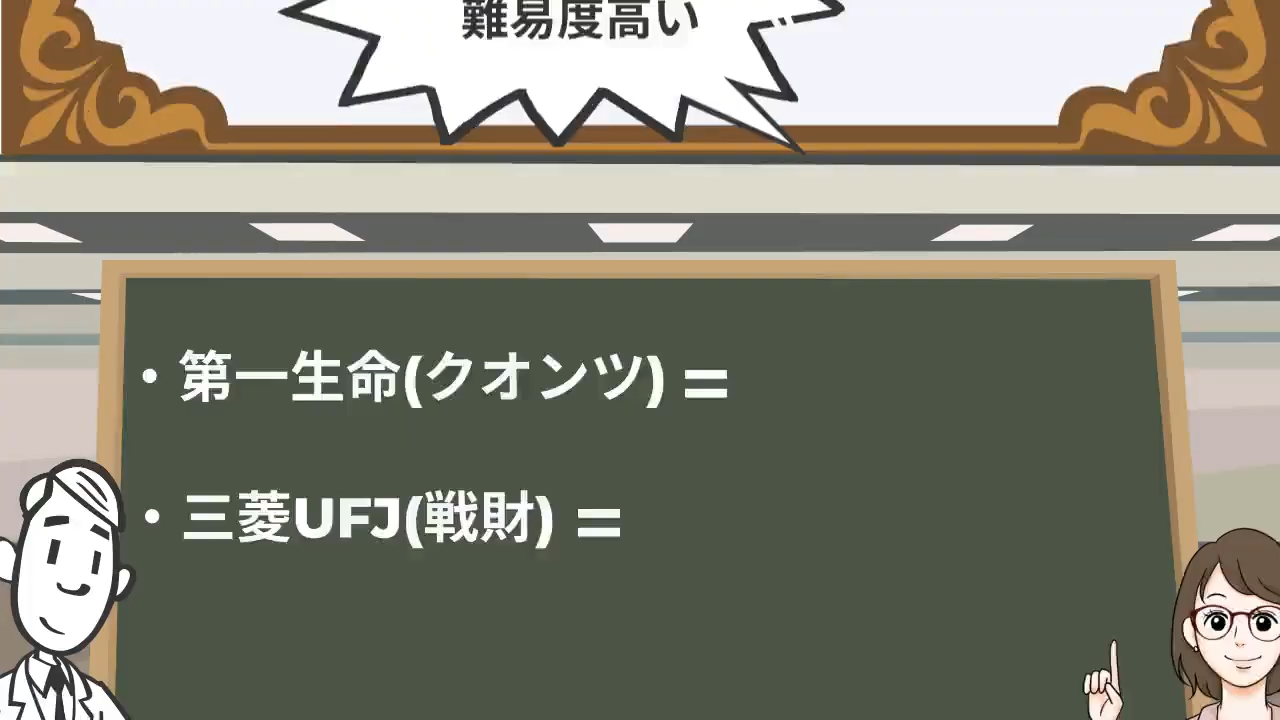 難易度高い
・第一生命(クオンツ) =
・三菱UFJ(戦財) =